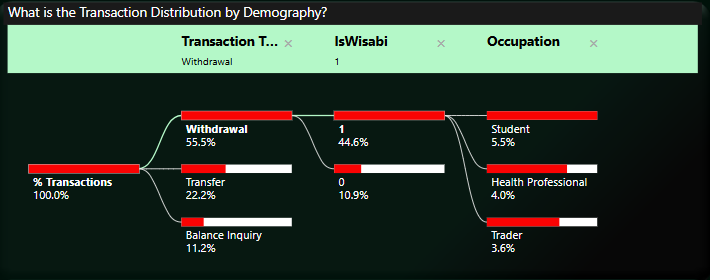 What is the Transaction Distribution by Demography?
Transaction T... × IsWisabi × Occupation ×
Withdrawal 1
Withdrawal
55.5%
1
44.6%
Student
5.5%
% Transactions
100.0%
Transfer
22.2%
0
10.9%
Health Professional
4.0%
Balance Inquiry
11.2%
Trader
3.6%